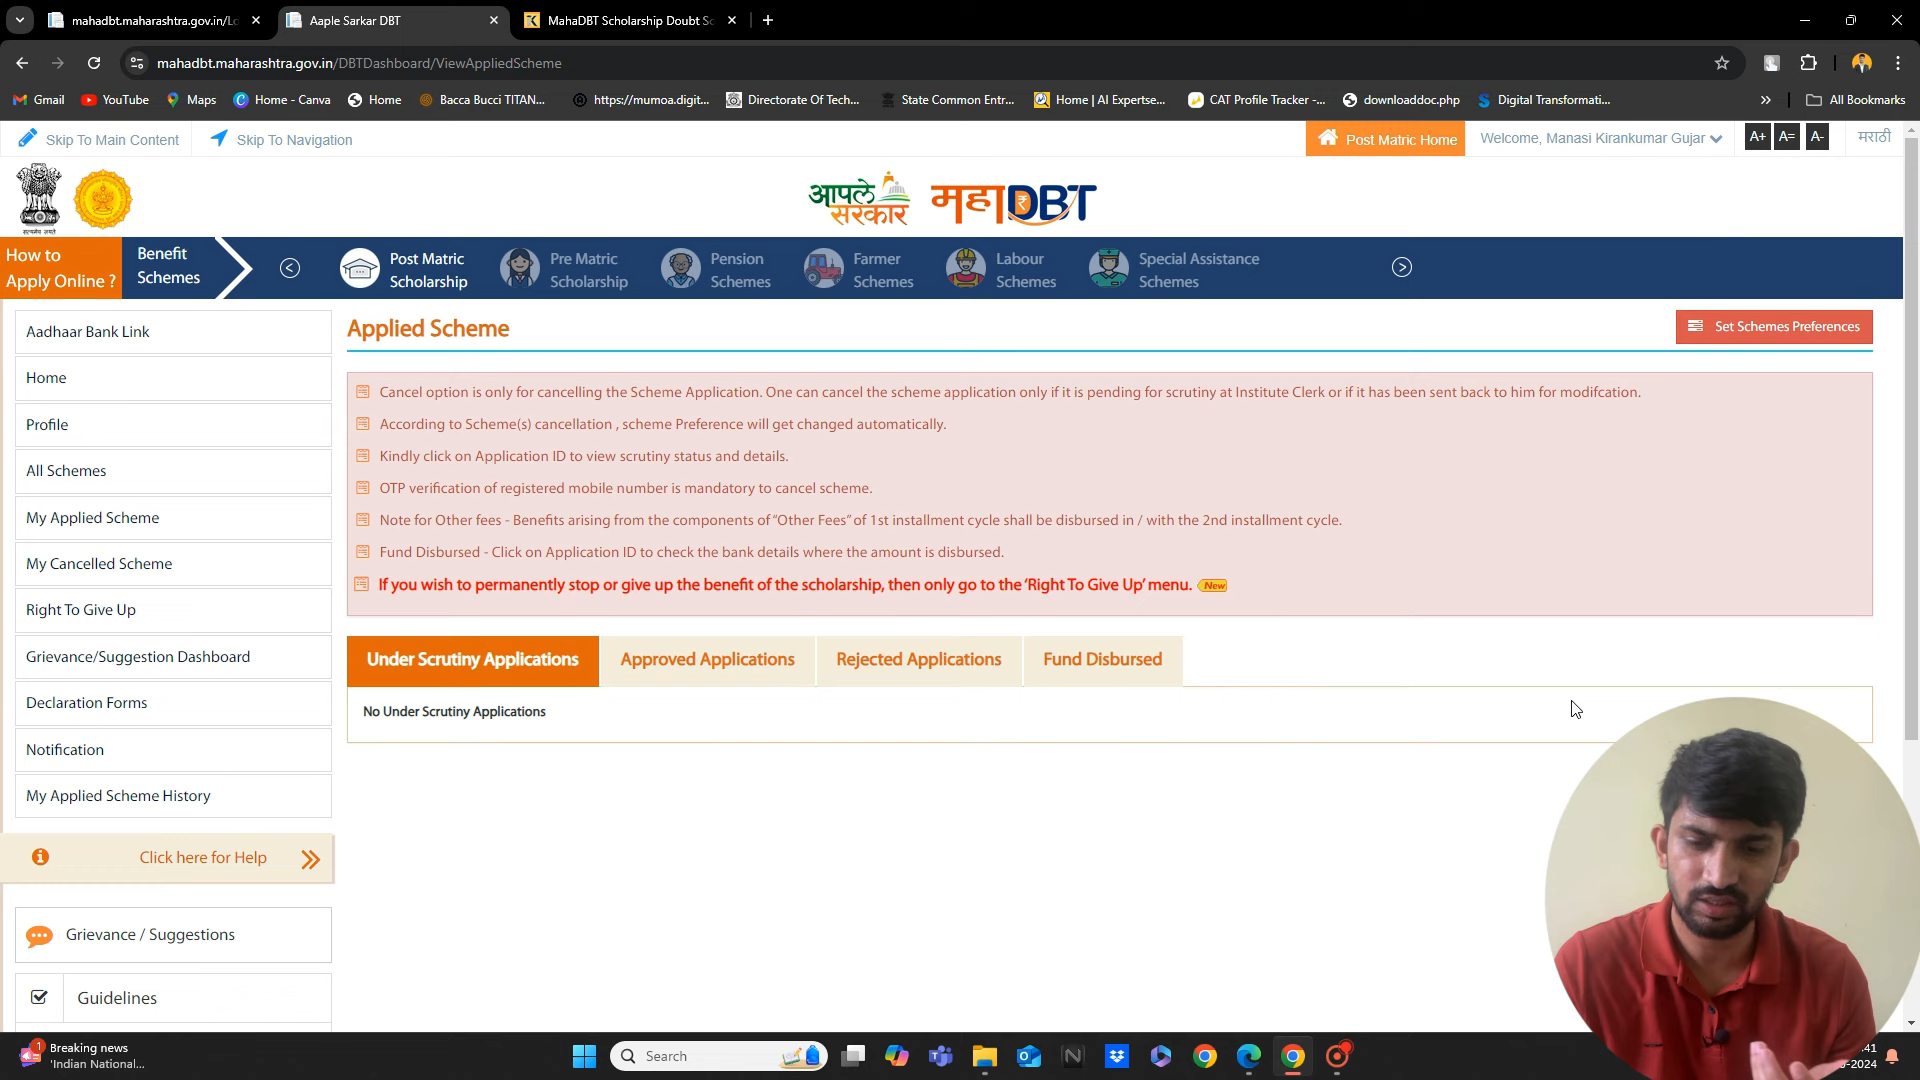 mahadbt.maharashtra.gov.in/Lo
Aaple Sarkar DBT
MahaDBT Scholarship Doubt So
mahadbt.maharashtra.gov.in/DBTDashboard/ViewAppliedScheme
Gmail
YouTube
Maps
Home - Canva
Home
Bacca Bucci TITAN...
https://mumoa.digit...
Directorate Of Tech...
State Common Entr...
Home | AI Expertse...
CAT Profile Tracker -...
downloaddoc.php
Digital Transformati...
All Bookmarks
Skip To Main Content
Skip To Navigation
Post Matric Home
Welcome, Manasi Kirankumar Gujar
A+ A= A-
मराठी
सत्यमेव जयते
आपले
सरकार
महाDBT
How to
Apply Online ?
Benefit
Schemes
Post Matric
Scholarship
Pre Matric
Scholarship
Pension
Schemes
Farmer
Schemes
Labour
Schemes
Special Assistance
Schemes
Aadhaar Bank Link
Home
Profile
All Schemes
My Applied Scheme
My Cancelled Scheme
Right To Give Up
Grievance/Suggestion Dashboard
Declaration Forms
Notification
My Applied Scheme History
Click here for Help
Grievance / Suggestions
Guidelines
Applied Scheme
Set Schemes Preferences
Cancel option is only for cancelling the Scheme Application. One can cancel the scheme application only if it is pending for scrutiny at Institute Clerk or if it has been sent back to him for modifcation.
According to Scheme(s) cancellation , scheme Preference will get changed automatically.
Kindly click on Application ID to view scrutiny status and details.
OTP verification of registered mobile number is mandatory to cancel scheme.
Note for Other fees - Benefits arising from the components of “Other Fees” of 1st installment cycle shall be disbursed in / with the 2nd installment cycle.
Fund Disbursed - Click on Application ID to check the bank details where the amount is disbursed.
If you wish to permanently stop or give up the benefit of the scholarship, then only go to the ‘Right To Give Up’ menu. New
Under Scrutiny Applications
Approved Applications
Rejected Applications
Fund Disbursed
No Under Scrutiny Applications
1
Breaking news
'Indian National...
Search
:41
-2024